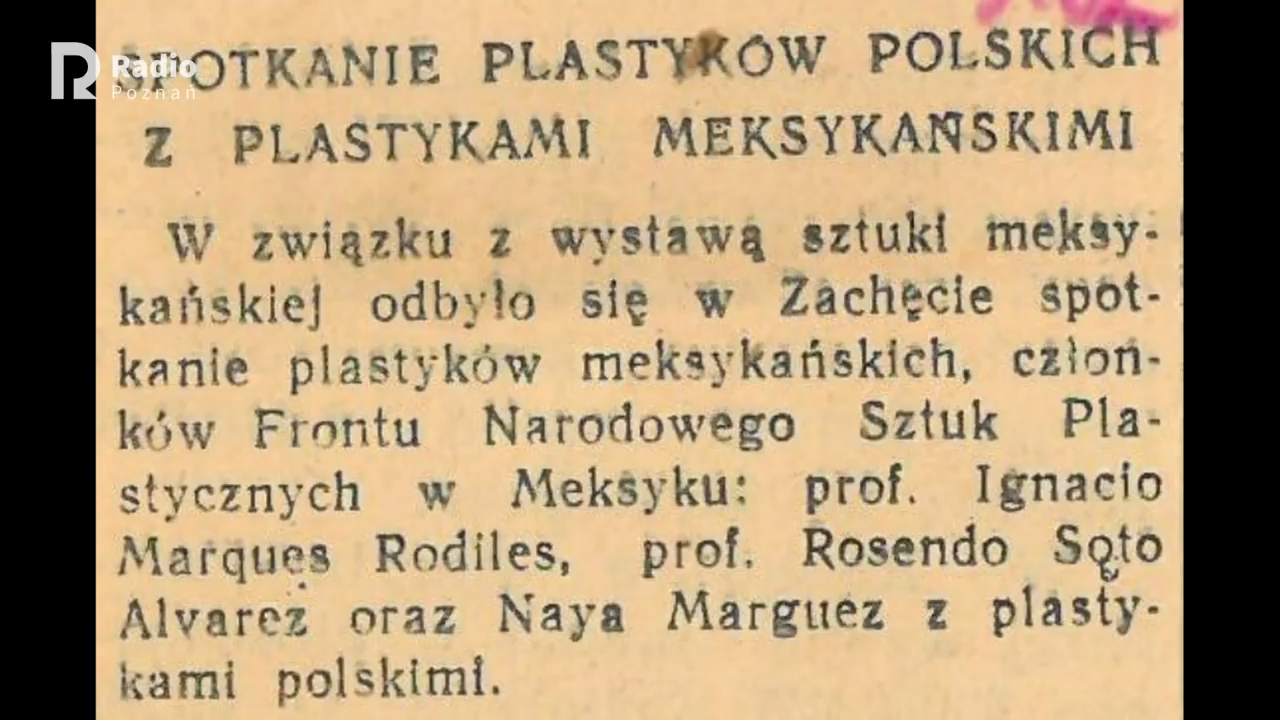 Radio
Poznań
SPOTKANIE PLASTYKÓW POLSKICH
Z PLASTYKAMI MEKSYKAŃSKIMI
W związku z wystawą sztuki meksy-
kańskiej odbyło się w Zachęcie spot-
kanie plastyków meksykańskich, człon-
ków Frontu Narodowego Sztuk Pla-
stycznych w Meksyku: prof. Ignacio
Marques Rodiles, prof. Rosendo Soto
Alvarez oraz Naya Marguez z plasty-
kami polskimi.